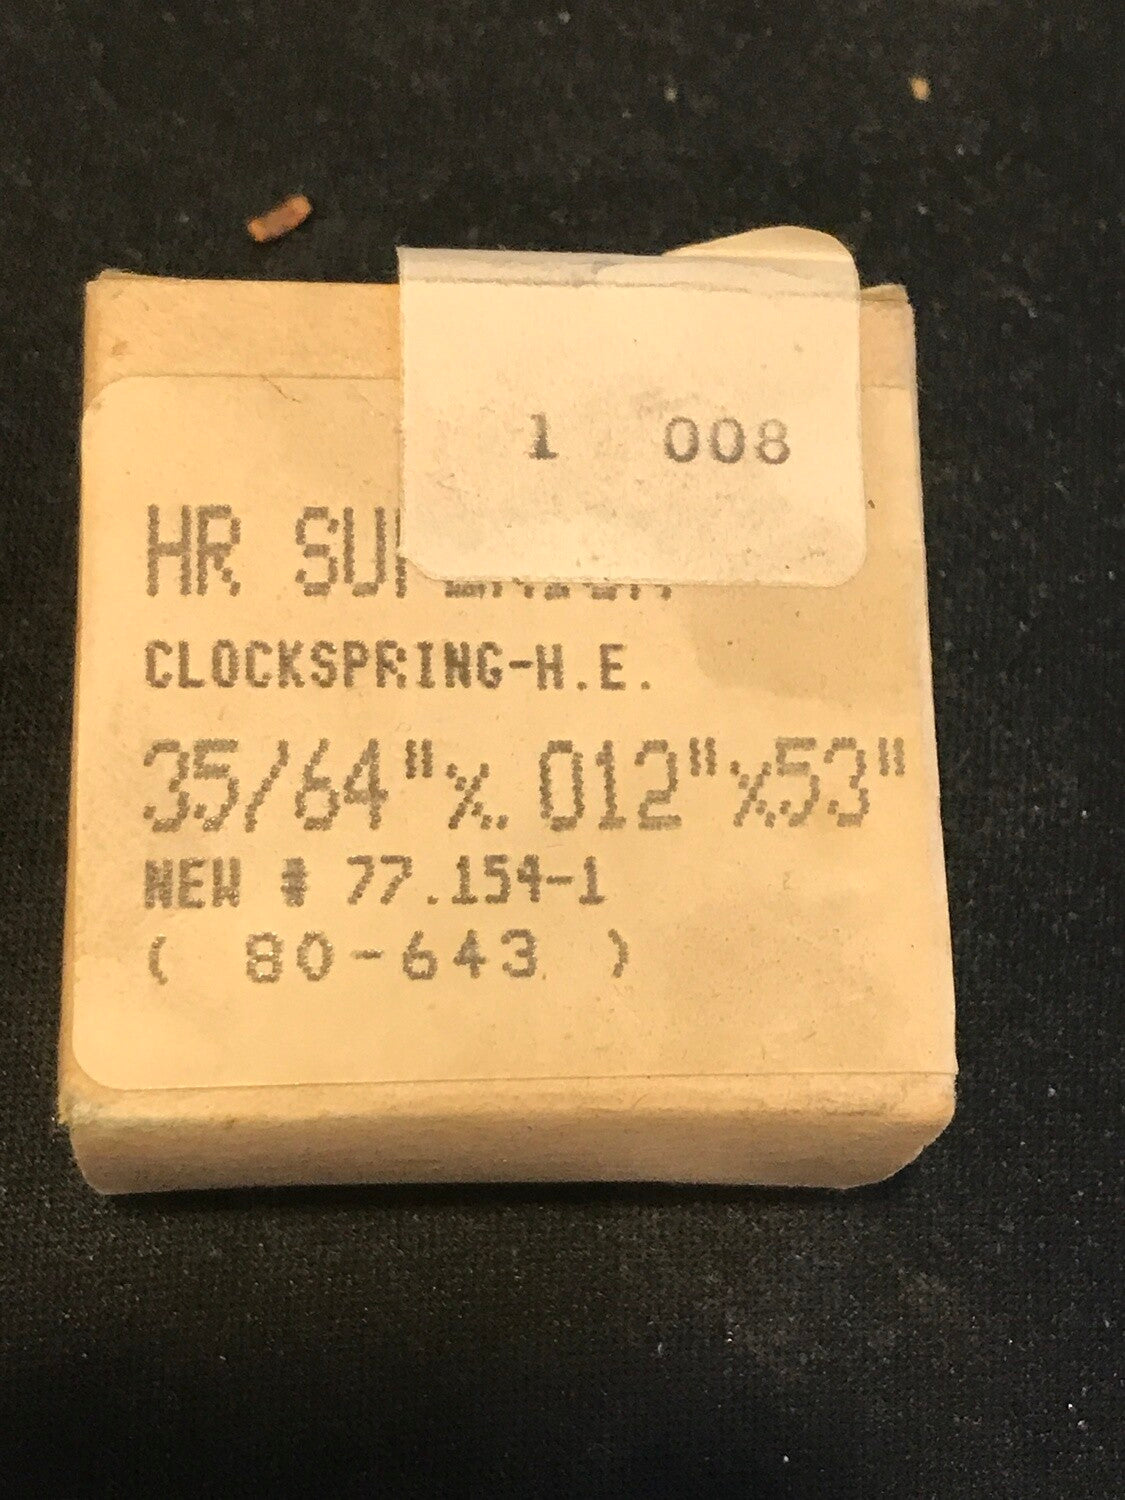 1 008
HR
CLOCKSPRING-H.E.
35/64"x.012"x53"
NEW # 77.154-1
( 80-643 )